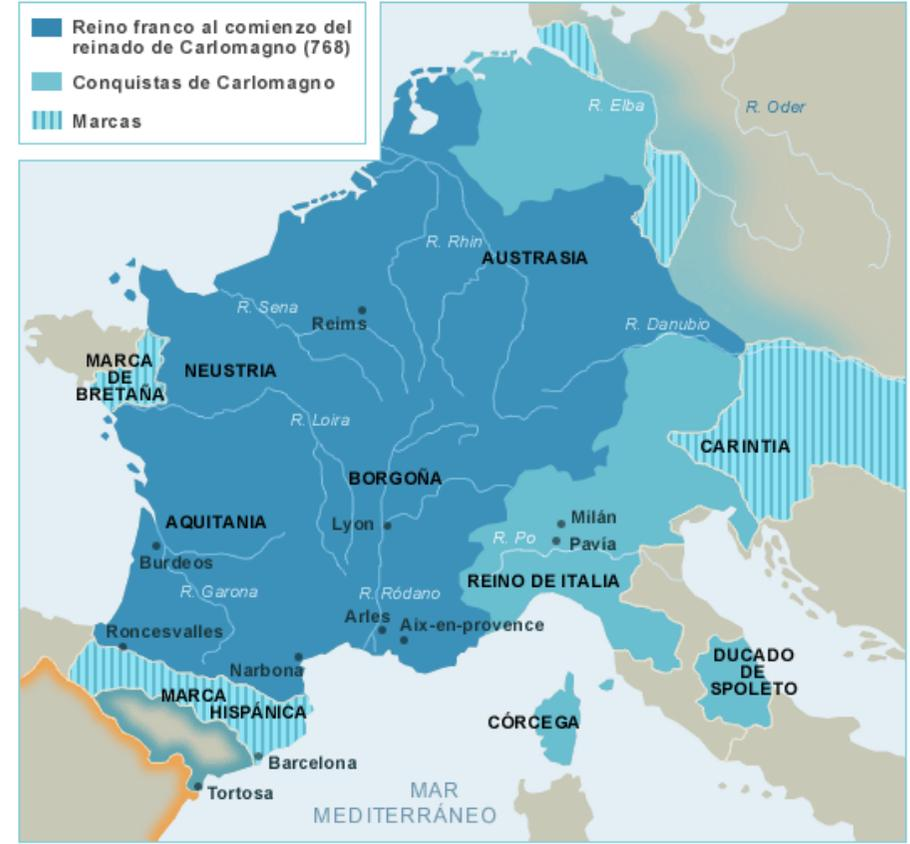 Reino franco al comienzo del
reinado de Carlomagno (768)
Conquistas de Carlomagno
Marcas
R. Elba
R. Oder
R. Rhin
AUSTRASIA
R. Sena
Reims
R. Danubio
MARCA
DE
BRETAÑA
NEUSTRIA
R. Loira
CARINTIA
BORGOÑA
AQUITANIA
Lyon
Milán
R. Po
Pavía
Burdeos
REINO DE ITALIA
R. Garona
R. Ródano
Arles
Aix-en-provence
Roncesvalles
Narbona
DUCADO
DE
SPOLETO
MARCA
HISPÁNICA
CÓRCEGA
Barcelona
Tortosa
MAR
MEDITERRÁNEO